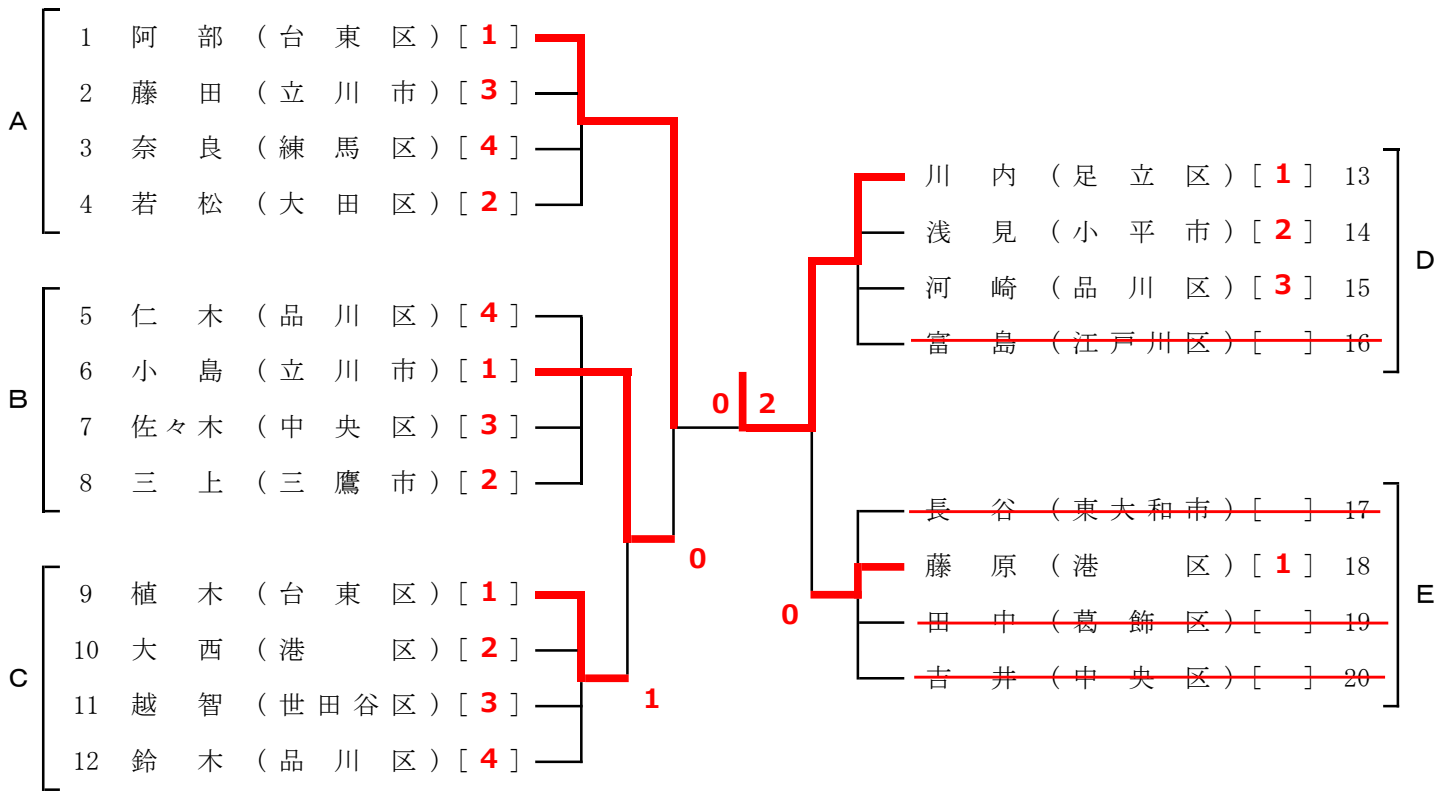 A
1 阿部 (台東区) [1]
2 藤田 (立川市) [3]
3 奈良 (練馬区) [4]
4 若松 (大田区) [2]
B
5 仁木 (品川区) [4]
6 小島 (立川市) [1]
7 佐々木 (中央区) [3]
8 三上 (三鷹市) [2]
C
9 植木 (台東区) [1]
10 大西 (港区) [2]
11 越智 (世田谷区) [3]
12 鈴木 (品川区) [4]
0 2
0
1
0
川内 (足立区) [1] 13
浅見 (小平市) [2] 14
河崎 (品川区) [3] 15
富島 (江戸川区) [ ] 16
D
長谷 (東大和市) [ ] 17
藤原 (港区) [1] 18
田中 (葛飾区) [ ] 19
吉井 (中央区) [ ] 20
E